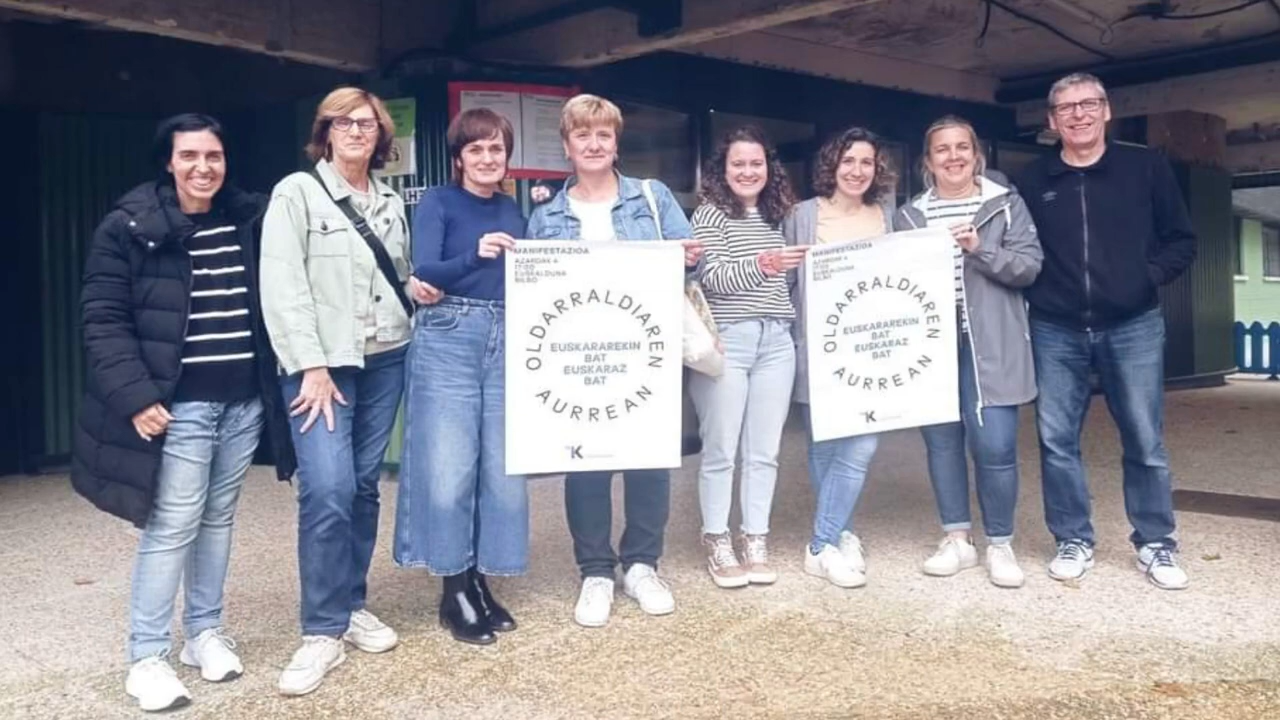 MANIFESTAZIOA
AZAROAK 4
17:00
EUSKALDUNA
BILBO
OLDARRALDIAREN
EUSKARAREKIN
BAT
EUSKARAZ
BAT
AURREAN
K
MANIFESTAZIOA
AZAROAK 4
17:00
EUSKALDUNA
BILBO
OLDARRALDIAREN
EUSKARAREKIN
BAT
EUSKARAZ
BAT
AURREAN
K